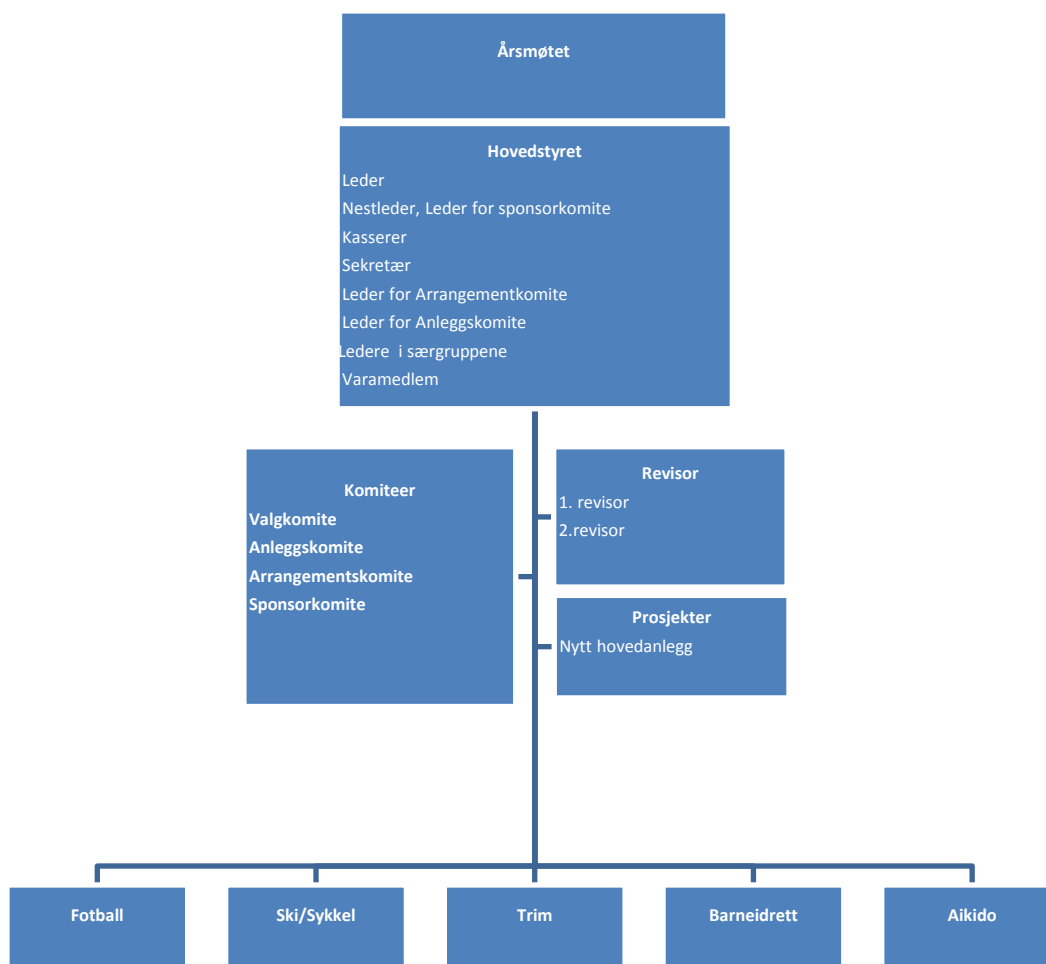 Årsmøtet
Hovedstyret
Leder
Nestleder, Leder for sponsorkomite
Kasserer
Sekretær
Leder for Arrangementkomite
Leder for Anleggskomite
Ledere i særgruppene
Varamedlem
Komiteer
Valgkomite
Anleggskomite
Arrangementskomite
Sponsorkomite
Revisor
1. revisor
2.revisor
Prosjekter
Nytt hovedanlegg
Fotball
Ski/Sykkel
Trim
Barneidrett
Aikido